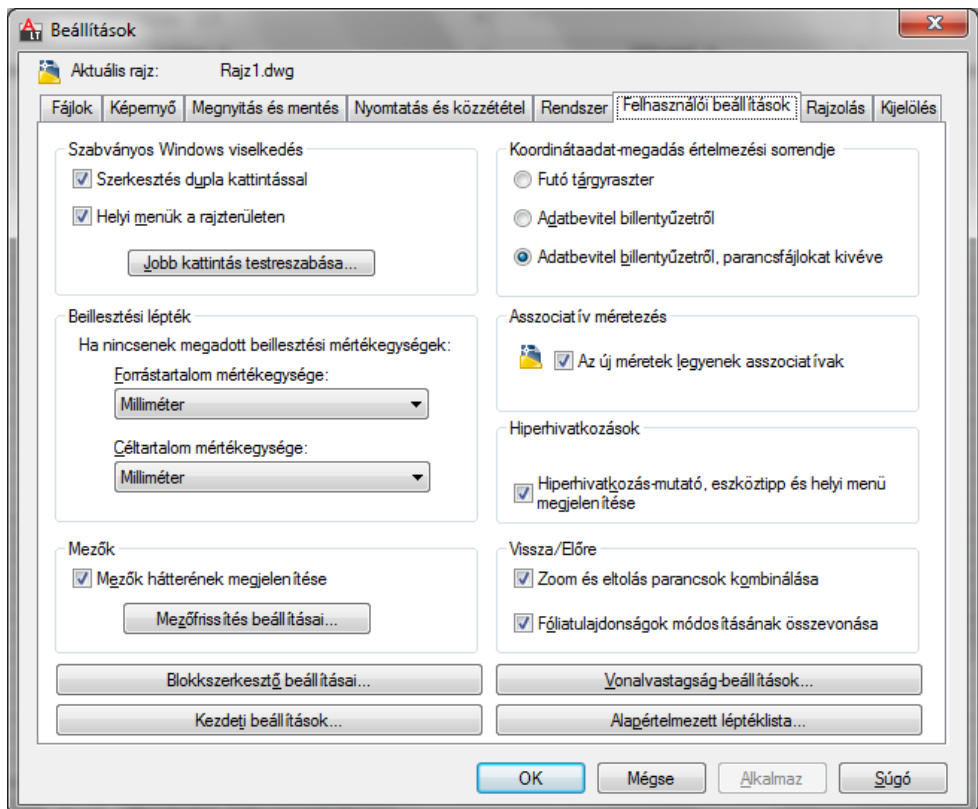 Beállítások
Aktuális rajz: Rajz1.dwg
Fájlok Képernyő Megnyitás és mentés Nyomtatás és közzététel Rendszer Felhasználói beállítások Rajzolás Kijelölés
Szabványos Windows viselkedés
Szerkesztés dupla kattintással
Helyi menük a rajzterületen
Jobb kattintás testreszabása...
Beillesztési lépték
Ha nincsenek megadott beillesztési mértékegységek:
Forrástartalom mértékegysége:
Milliméter
Céltartalom mértékegysége:
Milliméter
Mezők
Mezők hátterének megjelenítése
Mezőfrissítés beállításai...
Blokkszerkesztő beállításai...
Kezdeti beállítások...
Koordinátaadat-megadás értelmezési sorrendje
Futó tárgyraszter
Adatbevitel billentyűzetről
Adatbevitel billentyűzetről, parancsfájlokat kivéve
Asszociatív méretezés
Az új méretek legyenek asszociatívak
Hiperhivatkozások
Hiperhivatkozás-mutató, eszköztipp és helyi menü
megjelenítése
Vissza/Előre
Zoom és eltolás parancsok kombinálása
Fóliatulajdonságok módosításának összevonása
Vonalvastagság-beállítások...
Alapértelmezett léptéklista...
OK Mégse Alkalmaz Súgó